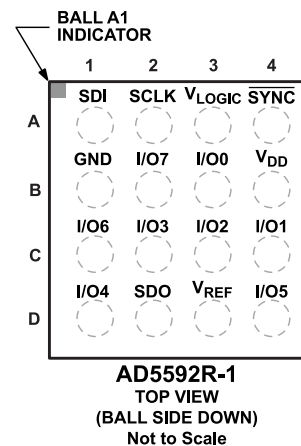 BALL A1
INDICATOR
1 2 3 4
A SDI SCLK VLOGIC SYNC
B GND I/O7 I/O0 VDD
C I/O6 I/O3 I/O2 I/O1
D I/O4 SDO VREF I/O5
AD5592R-1
TOP VIEW
(BALL SIDE DOWN)
Not to Scale